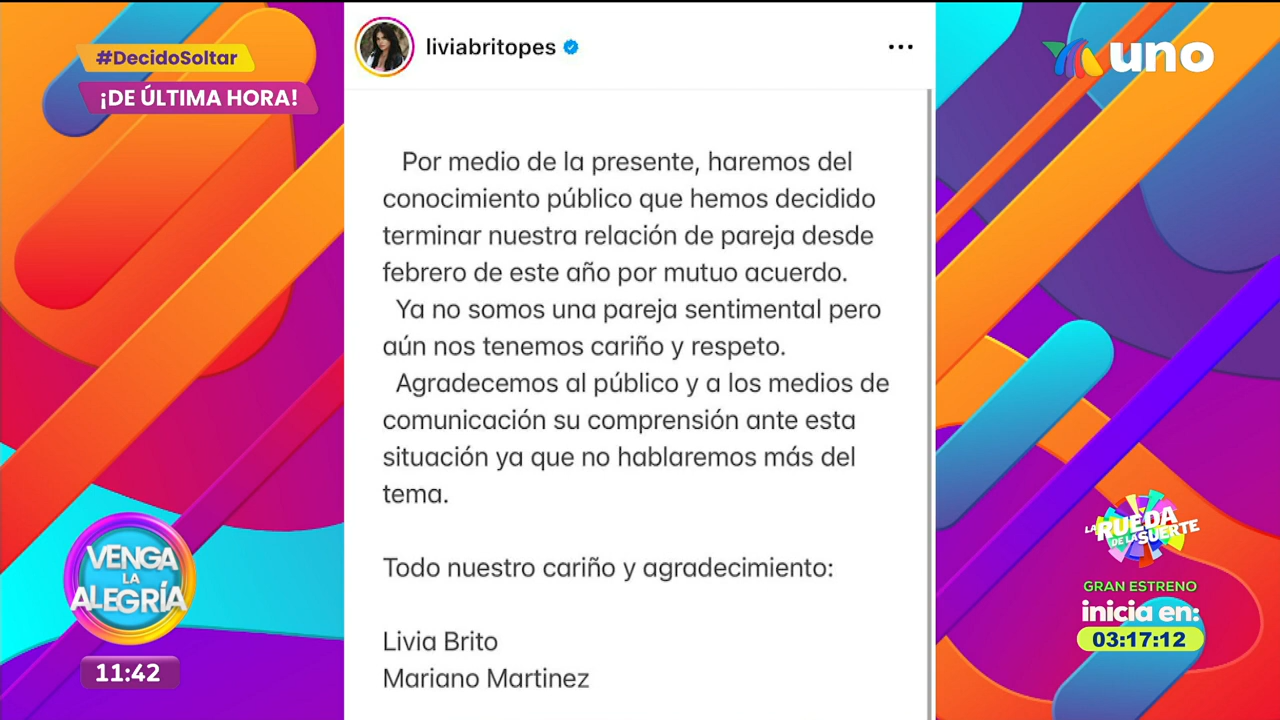 #DecidoSoltar
¡DE ÚLTIMA HORA!
liviabritopes
uno
Por medio de la presente, haremos del
conocimiento público que hemos decidido
terminar nuestra relación de pareja desde
febrero de este año por mutuo acuerdo.
Ya no somos una pareja sentimental pero
aún nos tenemos cariño y respeto.
Agradecemos al público y a los medios de
comunicación su comprensión ante esta
situación ya que no hablaremos más del
tema.
Todo nuestro cariño y agradecimiento:
Livia Brito
Mariano Martinez
VENGA
LA
ALEGRÍA
11:42
LA RUEDA
DE LA SUERTE
GRAN ESTRENO
inicia en:
03:17:12